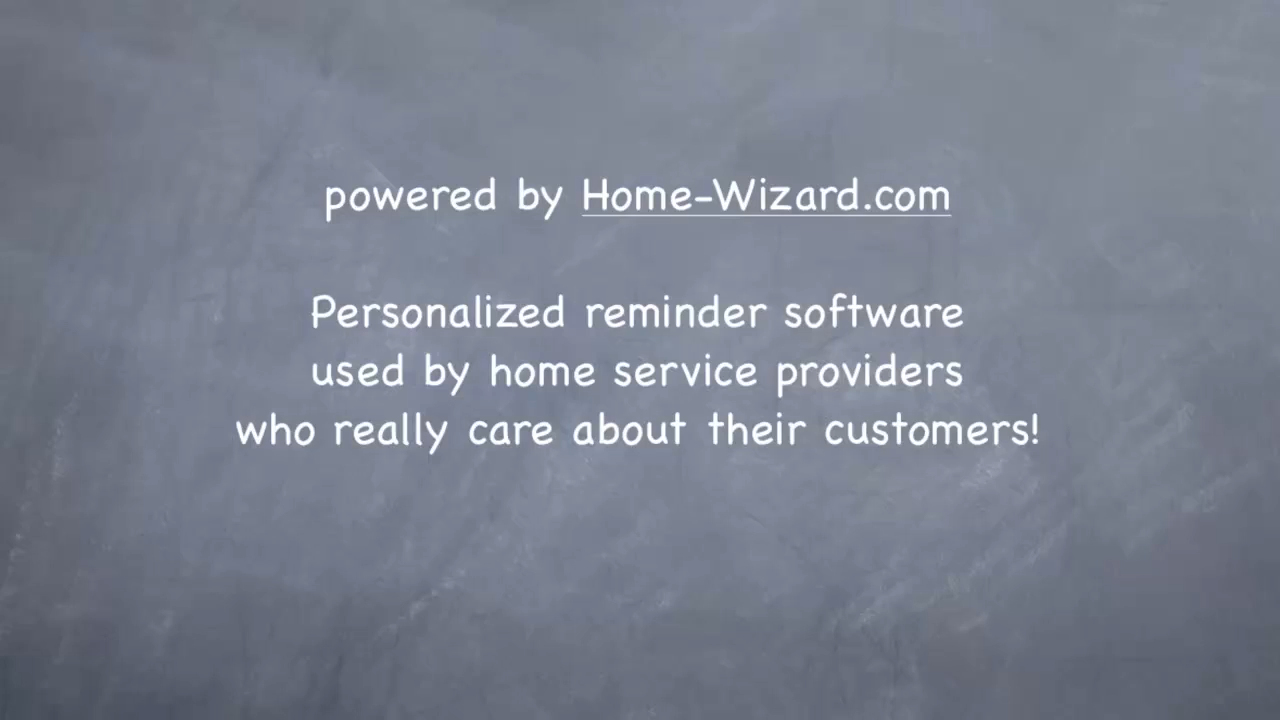 powered by Home-Wizard.com
Personalized reminder software
used by home service providers
who really care about their customers!